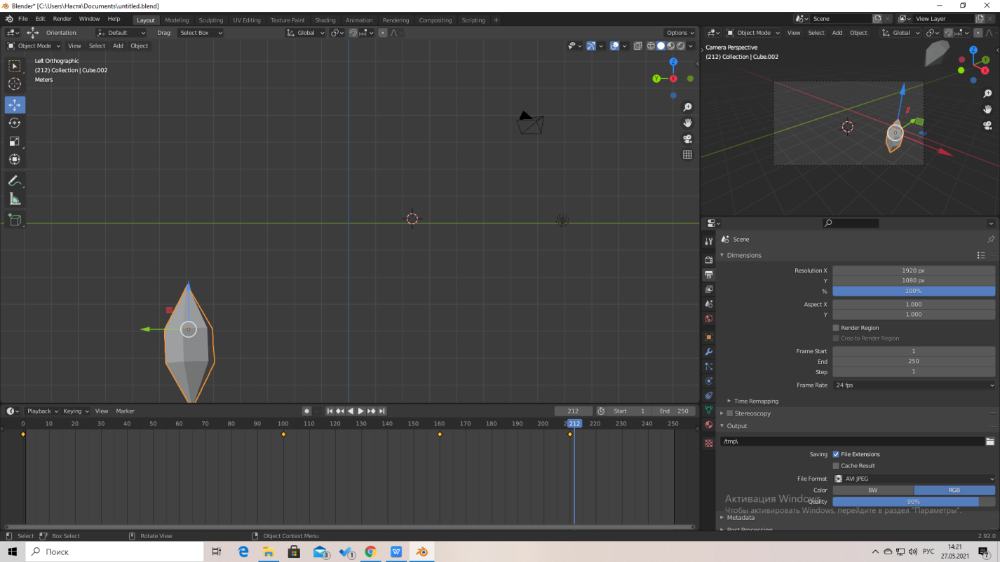 Blender* [C:\Users\Настя\Documents\untitled.blend]
File Edit Render Window Help Layout Modeling Sculpting UV Editing Texture Paint Shading Animation Rendering Compositing Scripting + Scene View Layer
Orientation: Default Drag: Select Box Global Options
Object Mode View Select Add Object Global
Object Mode View Select Add Object
Left Orthographic
(212) Collection | Cube.002
Meters
Z
Y X
Camera Perspective
(212) Collection | Cube.002
Z
Y
X
Scene
Dimensions
Resolution X 1920 px
Y 1080 px
% 100%
Aspect X 1.000
Y 1.000
Render Region
Crop to Render Region
Frame Start 1
End 250
Step 1
Frame Rate 24 fps
Time Remapping
Stereoscopy
Output
/tmp\
Saving File Extensions
Cache Result
File Format AVI JPEG
Color BW RGB
Quality 90%
Metadata
Post Processing
Активация Windows
Чтобы активировать Windows, перейдите в раздел "Параметры".
Playback Keying View Marker 212 Start 1 End 250
0 10 20 30 40 50 60 70 80 90 100 110 120 130 140 150 160 170 180 190 200 212 220 230 240 250
Select Box Select Rotate View Object Context Menu 2.92.0
Поиск 3 1 W РУС 14:21
27.05.2021 7